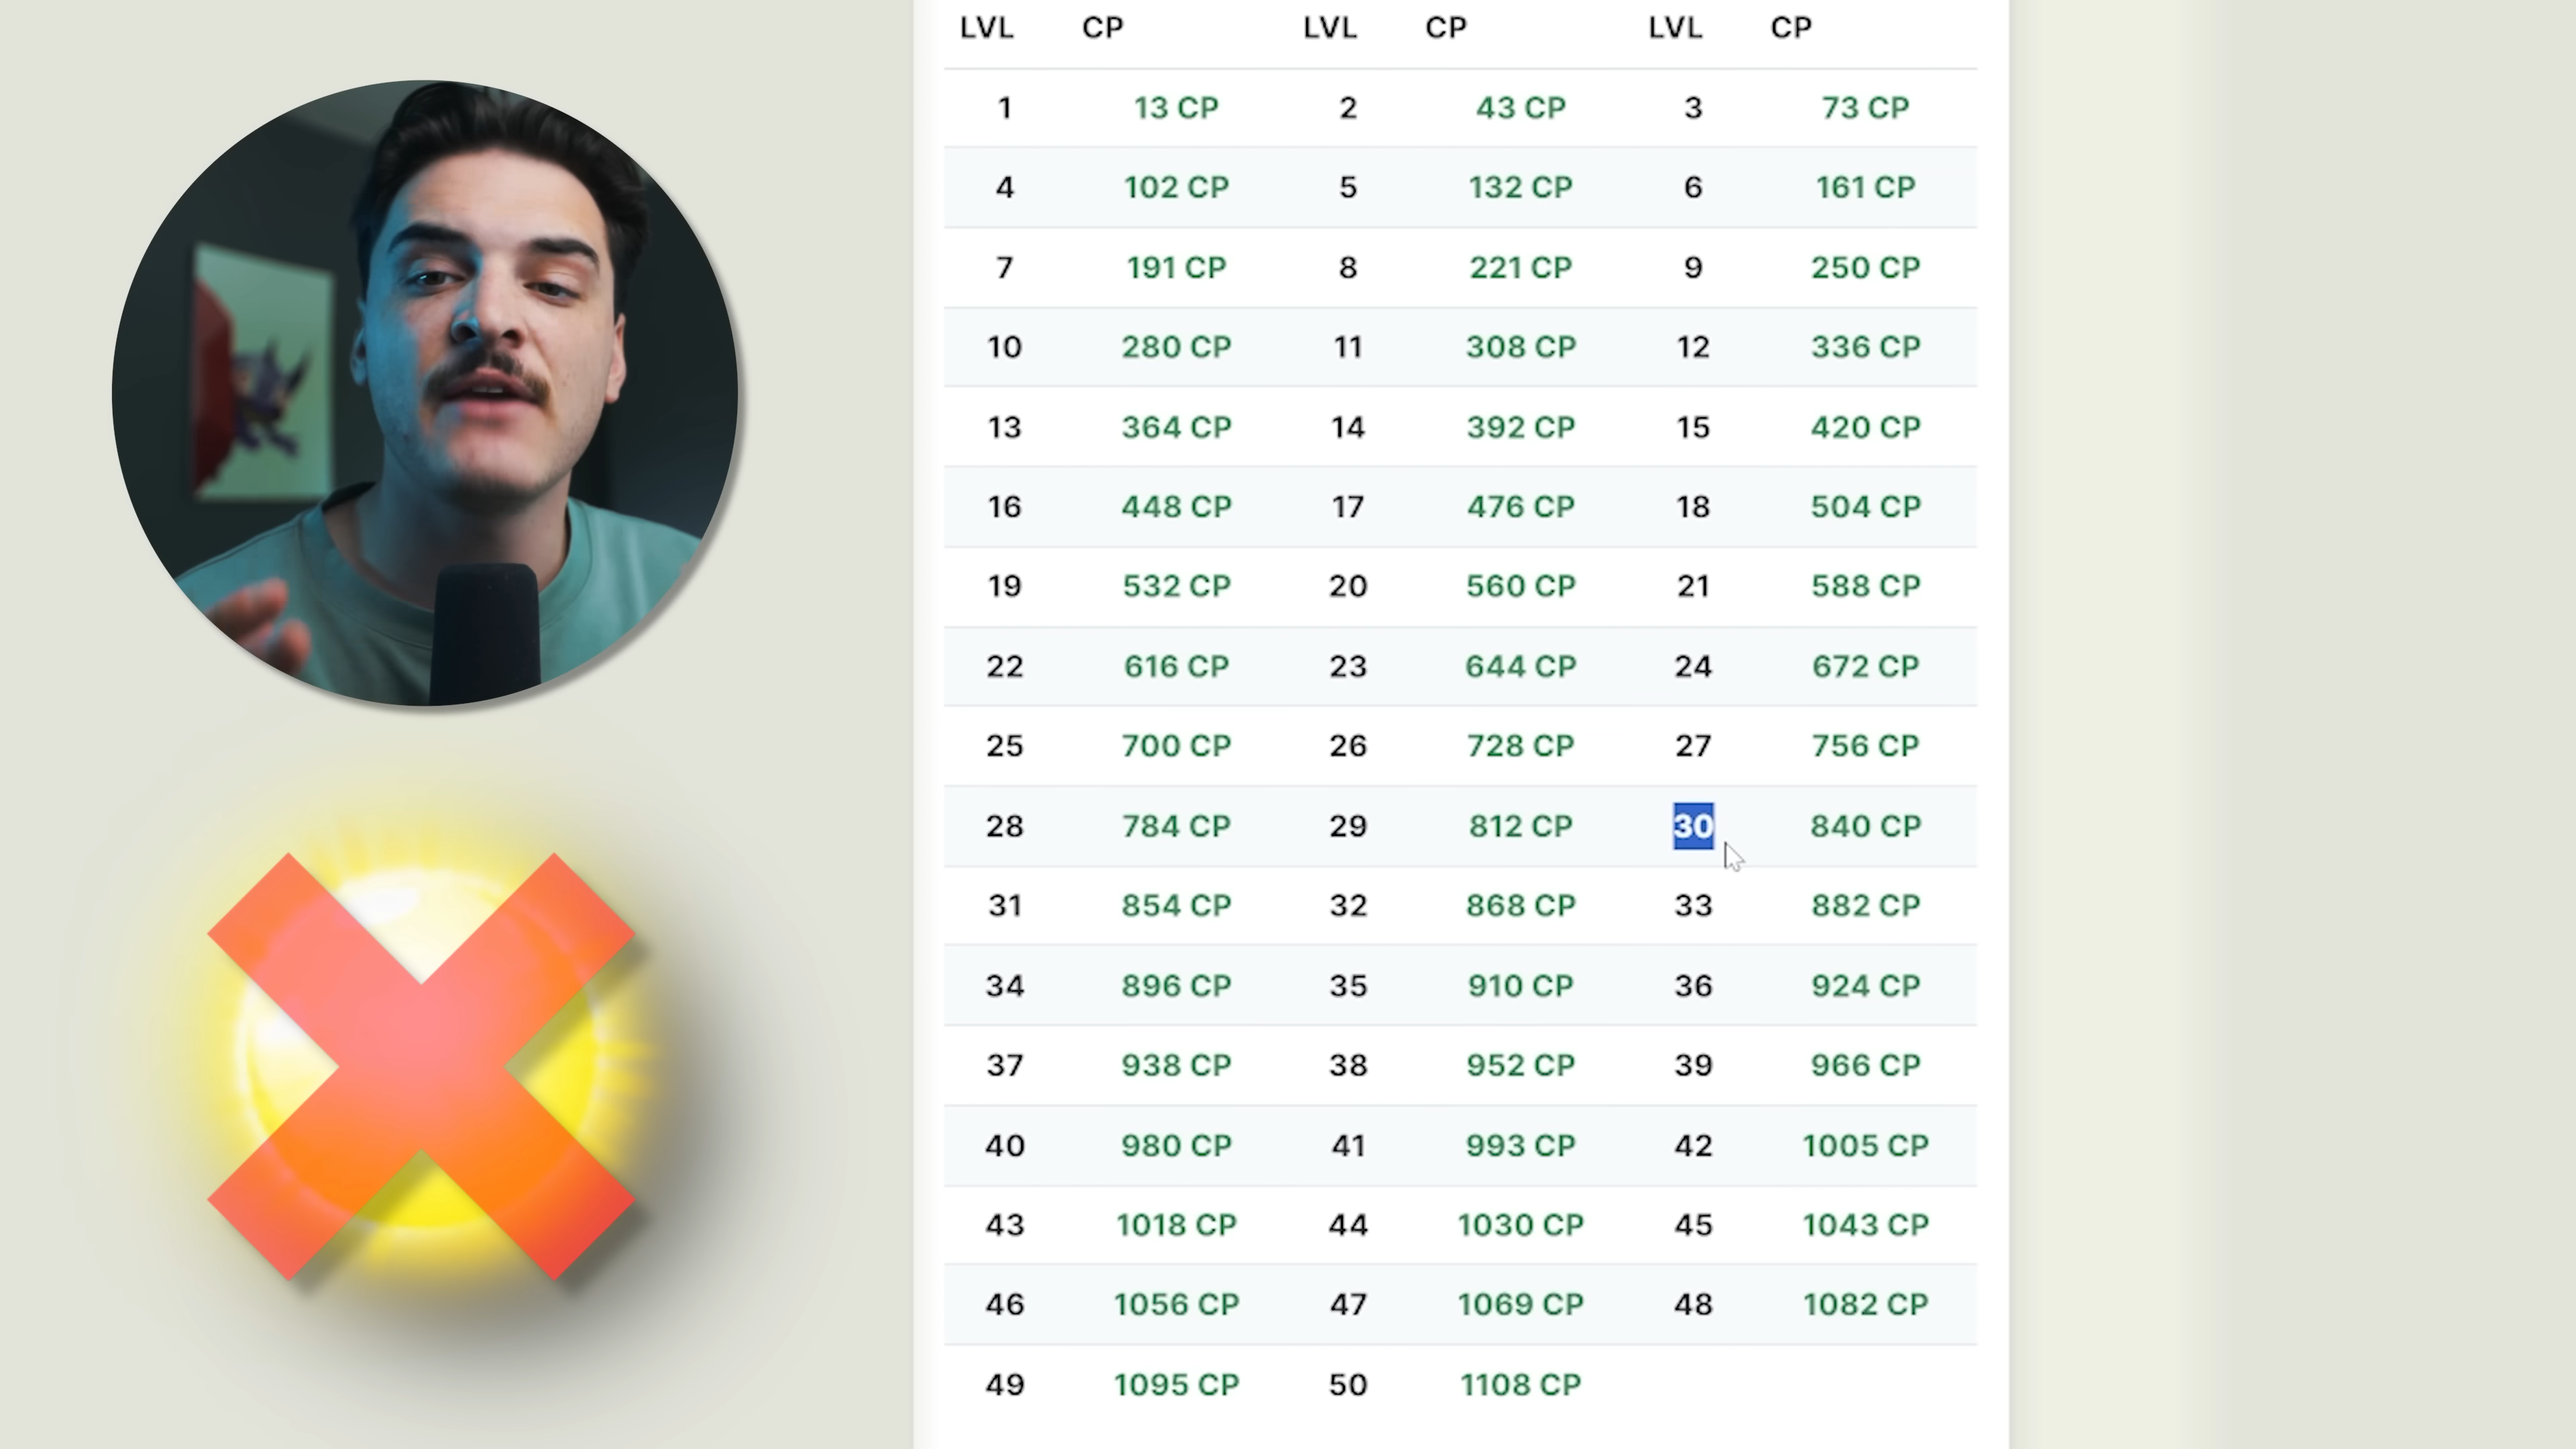 LVL CP LVL CP LVL CP
1 13 CP 2 43 CP 3 73 CP
4 102 CP 5 132 CP 6 161 CP
7 191 CP 8 221 CP 9 250 CP
10 280 CP 11 308 CP 12 336 CP
13 364 CP 14 392 CP 15 420 CP
16 448 CP 17 476 CP 18 504 CP
19 532 CP 20 560 CP 21 588 CP
22 616 CP 23 644 CP 24 672 CP
25 700 CP 26 728 CP 27 756 CP
28 784 CP 29 812 CP 30 840 CP
31 854 CP 32 868 CP 33 882 CP
34 896 CP 35 910 CP 36 924 CP
37 938 CP 38 952 CP 39 966 CP
40 980 CP 41 993 CP 42 1005 CP
43 1018 CP 44 1030 CP 45 1043 CP
46 1056 CP 47 1069 CP 48 1082 CP
49 1095 CP 50 1108 CP